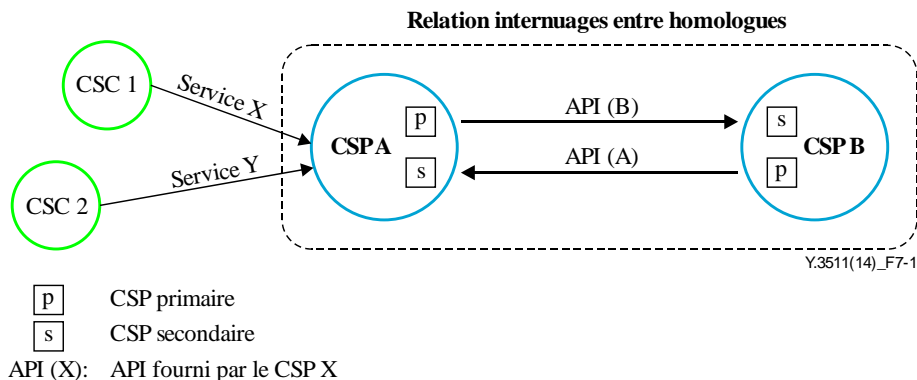 Relation internuages entre homologues
CSC 1
Service X
p
API (B)
s
CSP A
CSP B
API (A)
s
p
Service Y
CSC 2
Y.3511(14)_F7-1
p CSP primaire
s CSP secondaire
API (X): API fourni par le CSP X